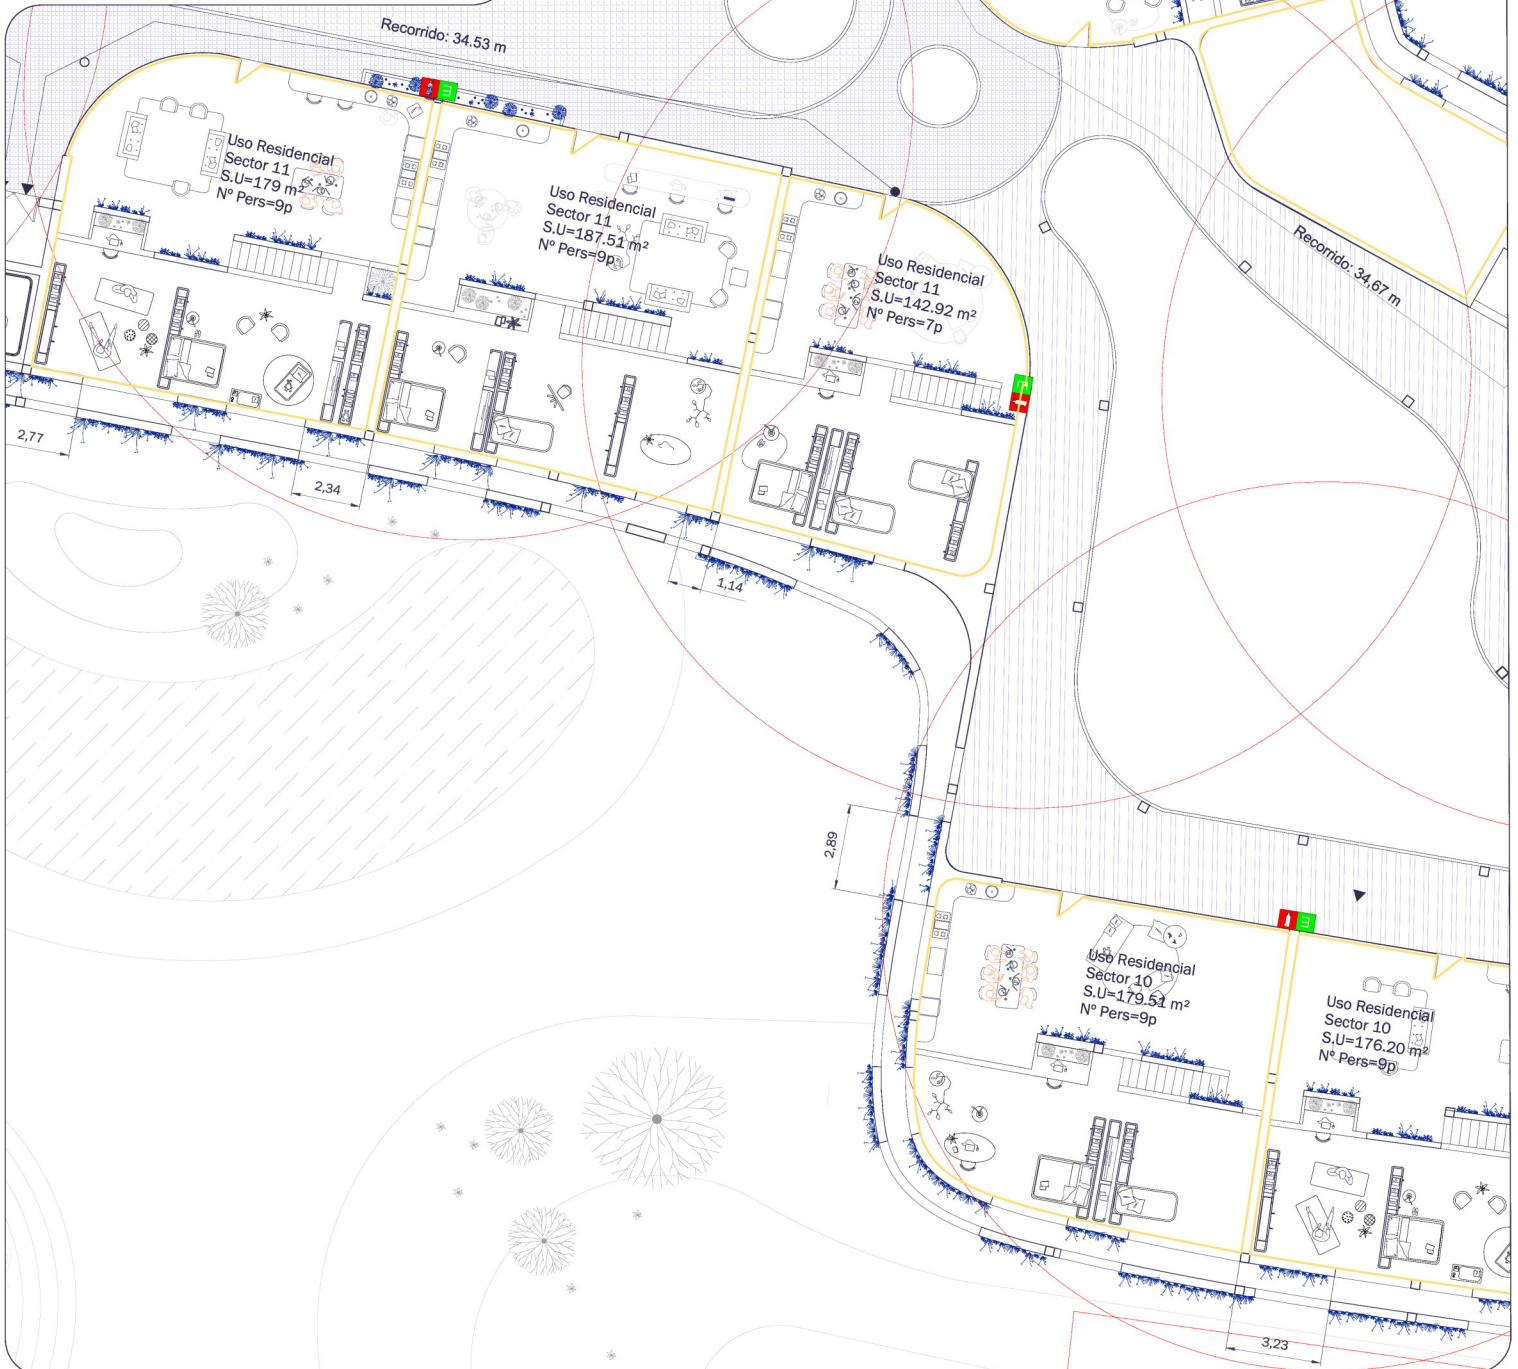 Recorrido: 34.53 m
Uso Residencial
Sector 11
S.U=179 m²
Nº Pers=9p
Uso Residencial
Sector 11
S.U=187.51 m²
Nº Pers=9p
Uso Residencial
Sector 11
S.U=142.92 m²
Nº Pers=7p
Recorrido: 34,67 m
2,77
2,34
1,14
2,89
Uso Residencial
Sector 10
S.U=179.51 m²
Nº Pers=9p
Uso Residencial
Sector 10
S.U=176.20 m²
Nº Pers=9p
3,23